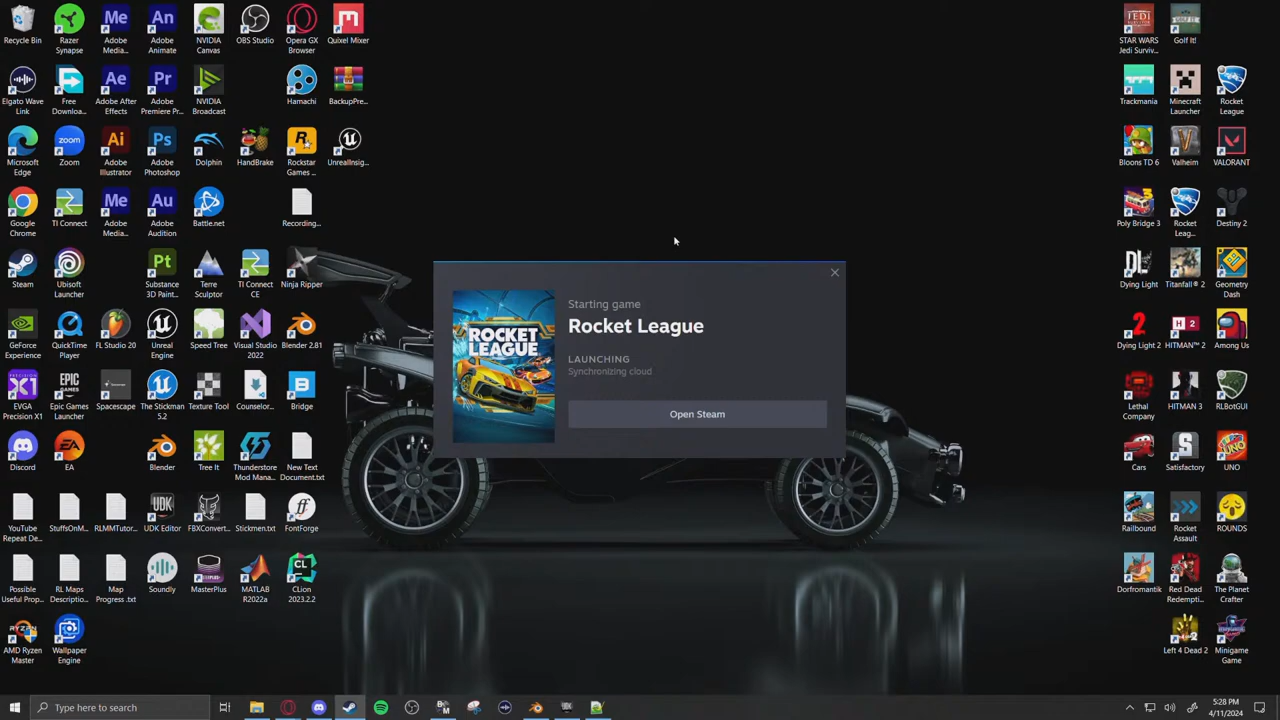 Recycle Bin
Razer
Synapse
Adobe
Media...
Adobe
Animate
NVIDIA
Canvas
OBS Studio
Opera GX
Browser
Quixel Mixer
Elgato Wave
Link
Free
Downloa...
Adobe After
Effects
Adobe
Premiere Pr...
NVIDIA
Broadcast
Hamachi
BackupPre...
Microsoft
Edge
Zoom
Adobe
Illustrator
Adobe
Photoshop
Dolphin
HandBrake
Rockstar
Games ...
UnrealInsig...
Google
Chrome
TI Connect
Adobe
Media...
Adobe
Audition
Battle.net
Recording...
Steam
Ubisoft
Launcher
Substance
3D Paint...
Terre
Sculptor
TI Connect
CE
Ninja Ripper
GeForce
Experience
QuickTime
Player
FL Studio 20
Unreal
Engine
Speed Tree
Visual Studio
2022
Blender 2.81
EVGA
Precision X1
Epic Games
Launcher
Spacescape
The Stickman
5.2
Texture Tool
Counselor...
Bridge
Discord
EA
Blender
Tree It
Thunderstore
Mod Mana...
New Text
Document.txt
YouTube
Repeat De...
StuffsOnM...
RLMMTutor...
UDK Editor
FBXConvert...
Stickmen.txt
FontForge
Possible
Useful Prop...
RL Maps
Descriptio...
Map
Progress .txt
Soundly
MasterPlus
MATLAB
R2022a
CLion
2023.2.2
AMD Ryzen
Master
Wallpaper
Engine
STAR WARS
Jedi Surviv...
Golf It!
Trackmania
Minecraft
Launcher
Rocket
League
Bloons TD 6
Valheim
VALORANT
Poly Bridge 3
Rocket
Leag...
Destiny 2
Dying Light
Titanfall® 2
Geometry
Dash
Dying Light 2
HITMAN™ 2
Among Us
Lethal
Company
HITMAN 3
RLBotGUI
Cars
Satisfactory
UNO
Railbound
Rocket
Assault
ROUNDS
Dorfromantik
Red Dead
Redempti...
The Planet
Crafter
Left 4 Dead 2
Minigame
Game
Starting game
Rocket League
LAUNCHING
Synchronizing cloud
Open Steam
ROCKET
LEAGUE
Type here to search
5:28 PM
4/11/2024